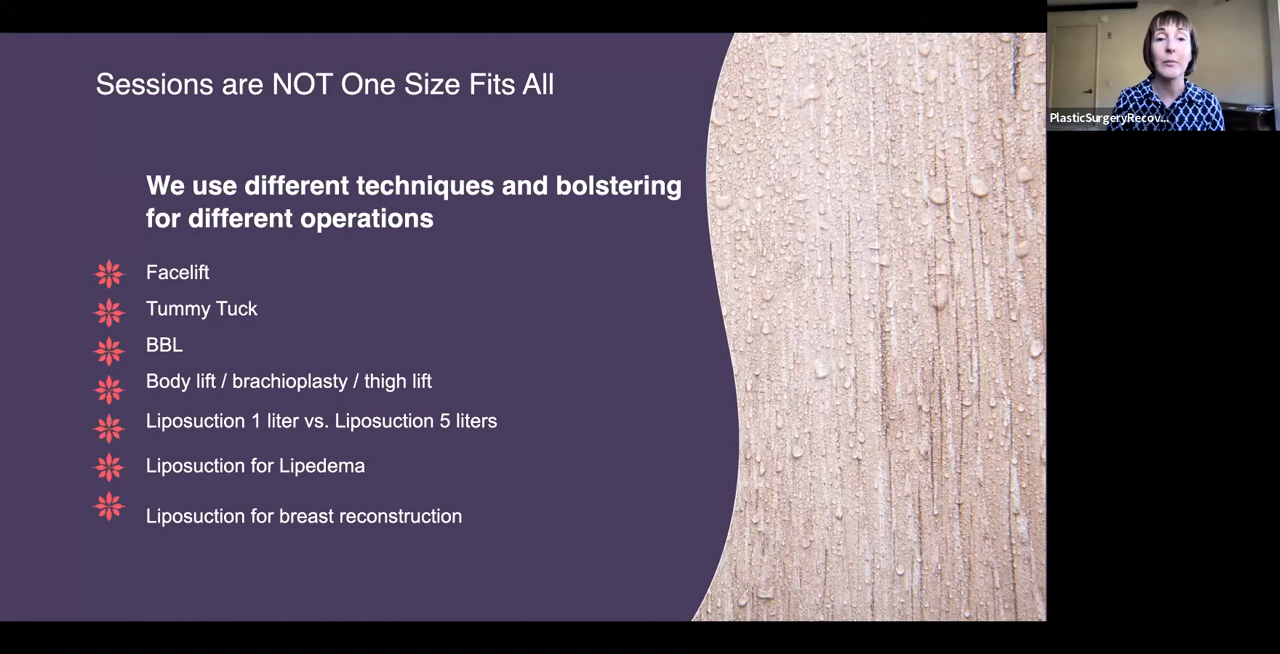 Sessions are NOT One Size Fits All
We use different techniques and bolstering
for different operations
Facelift
Tummy Tuck
BBL
Body lift / brachioplasty / thigh lift
Liposuction 1 liter vs. Liposuction 5 liters
Liposuction for Lipedema
Liposuction for breast reconstruction
PlasticSurgeryRecov...